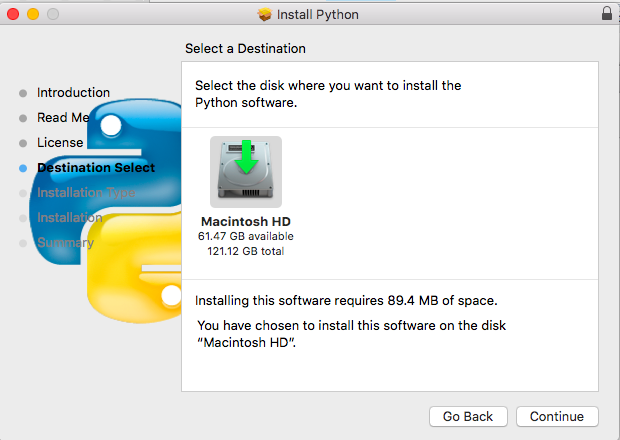 Install Python
Select a Destination
Introduction
Read Me
License
Destination Select
Installation Type
Installation
Summary
Select the disk where you want to install the
Python software.
Macintosh HD
61.47 GB available
121.12 GB total
Installing this software requires 89.4 MB of space.
You have chosen to install this software on the disk
“Macintosh HD”.
Go Back
Continue